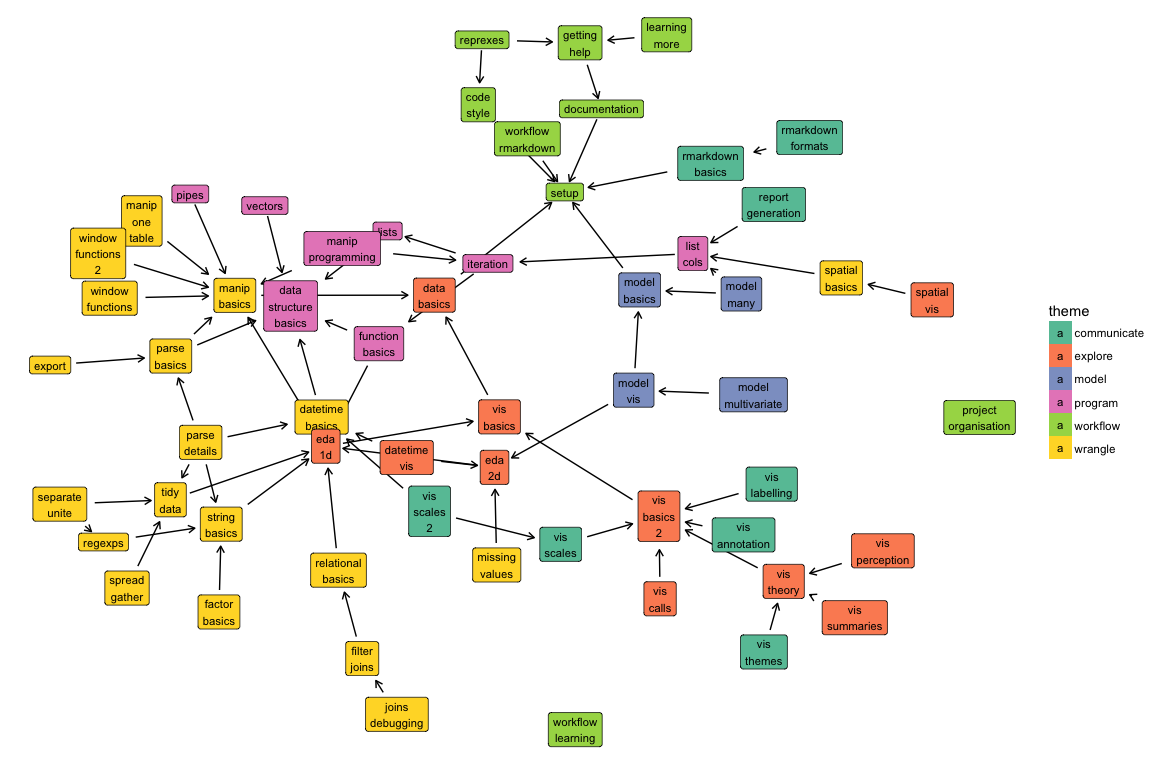 reprexes
getting
help
learning
more
code
style
documentation
workflow
rmarkdown
rmarkdown
formats
rmarkdown
basics
setup
pipes
vectors
manip
one
table
report
generation
window
functions
2
lists
manip
programming
iteration
list
cols
window
functions
manip
basics
data
structure
basics
data
basics
model
basics
model
many
spatial
basics
spatial
vis
theme
a communicate
a explore
a model
a program
a workflow
a wrangle
export
parse
basics
function
basics
model
vis
model
multivariate
project
organisation
datetime
basics
vis
basics
parse
details
eda
1d
datetime
vis
eda
2d
separate
unite
tidy
data
string
basics
vis
scales
2
vis
scales
vis
basics
2
vis
labelling
vis
annotation
regexps
spread
gather
factor
basics
relational
basics
missing
values
vis
calls
vis
theory
vis
perception
vis
summaries
vis
themes
filter
joins
joins
debugging
workflow
learning